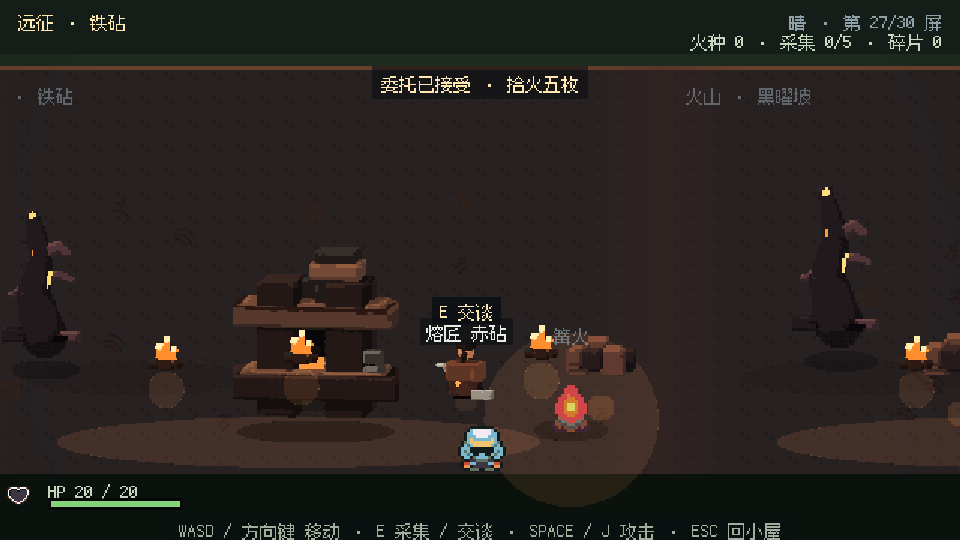 远征 · 鉄砧
晴 · 第 27/30 屏
火种 0 · 采集 0/5 · 碎片 0
委托已接受 · 拾火五枚
· 鉄砧
火山 · 黑曜坡
E 交谈
熔匠 赤砧
篝火
HP 20 / 20
WASD / 方向键 移动 · E 采集 / 交谈 · SPACE / J 攻击 · ESC 回小屋